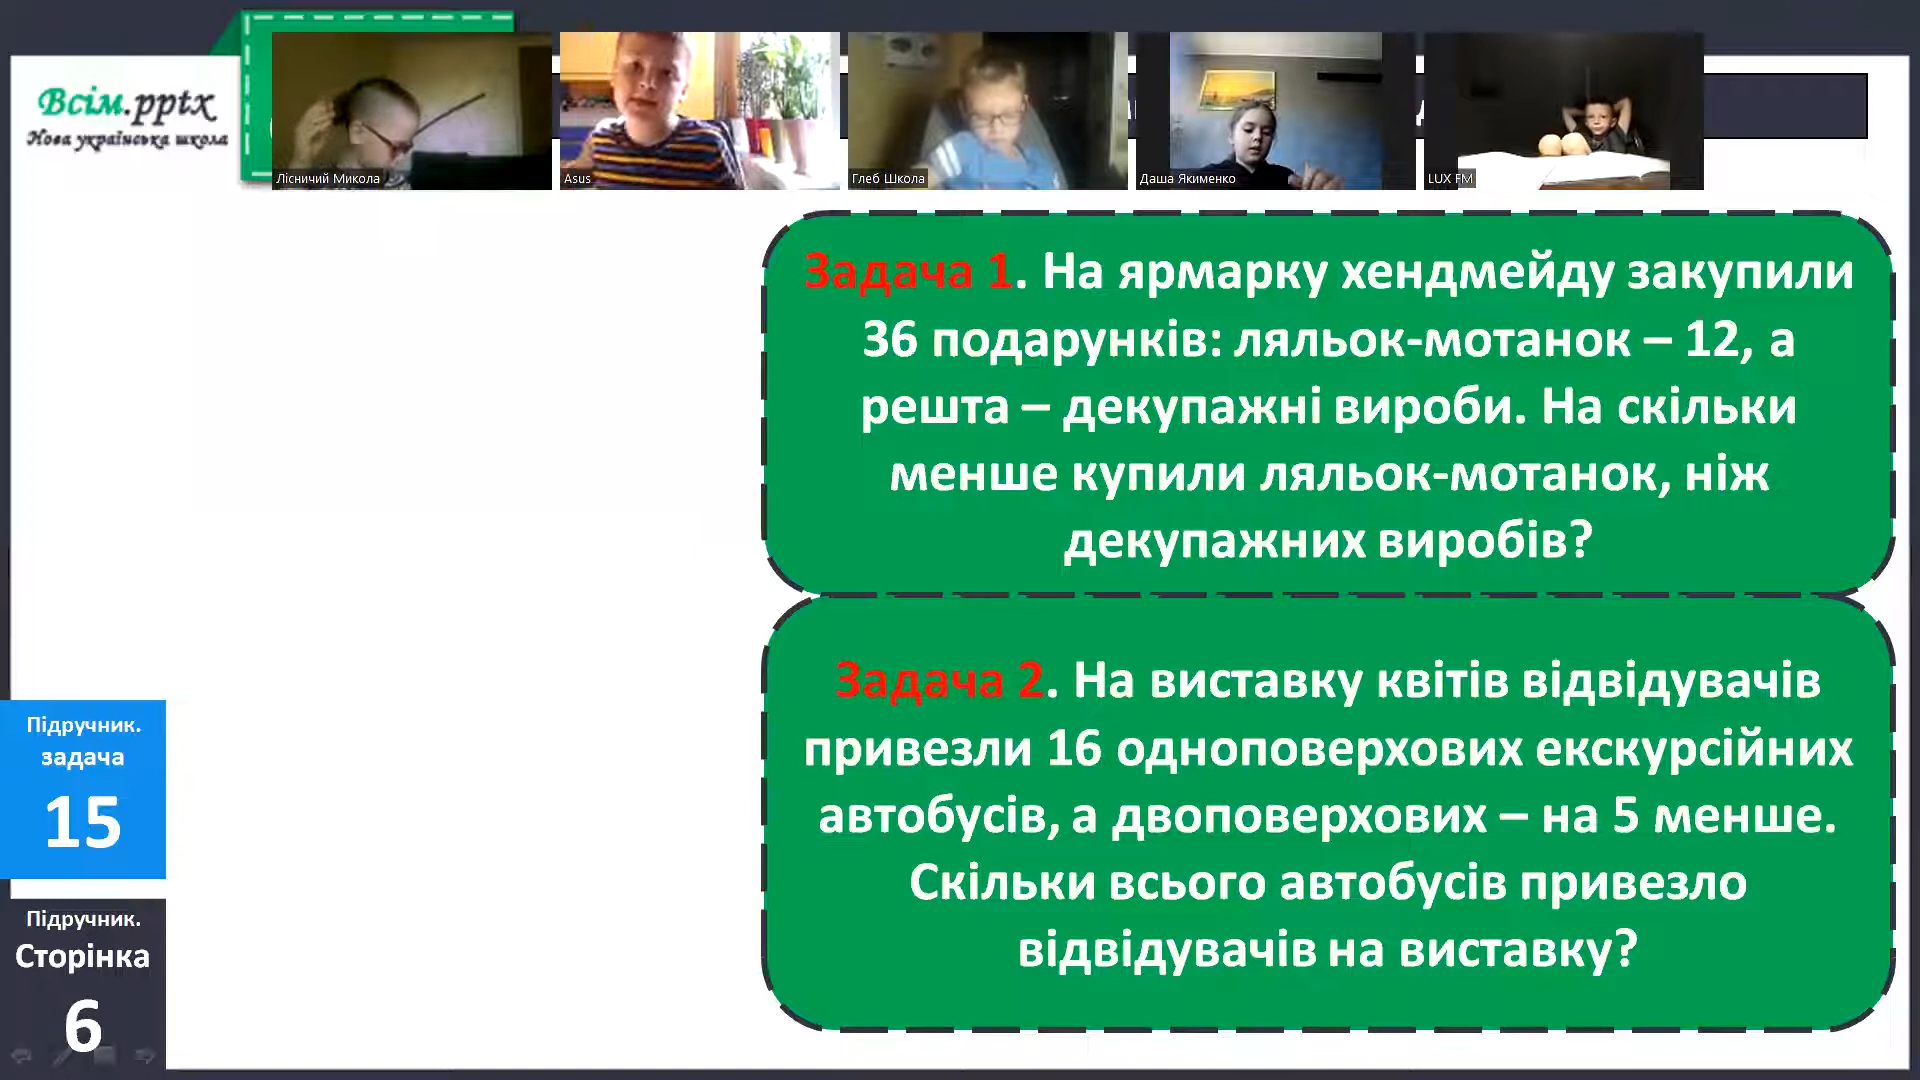 Всім.pptx
Нова українська школа
Лісничий Микола
Asus
Глеб Школа
Даша Якименко
LUX FM
Задача 1. На ярмарку хендмейду закупили
36 подарунків: ляльок-мотанок – 12, а
решта – декупажні вироби. На скільки
менше купили ляльок-мотанок, ніж
декупажних виробів?
Задача 2. На виставку квітів відвідувачів
привезли 16 одноповерхових екскурсійних
автобусів, а двоповерхових – на 5 менше.
Скільки всього автобусів привезло
відвідувачів на виставку?
Підручник.
задача
15
Підручник.
Сторінка
6